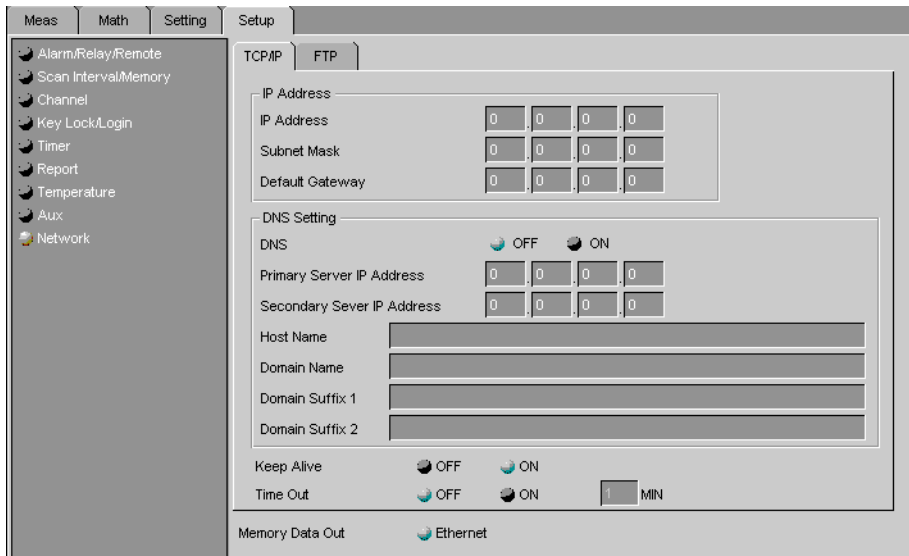 Meas Math Setting Setup
Alarm/Relay/Remote
Scan Interval/Memory
Channel
Key Lock/Login
Timer
Report
Temperature
Aux
Network
TCP/IP FTP
IP Address
IP Address 0 . 0 . 0 . 0
Subnet Mask 0 . 0 . 0 . 0
Default Gateway 0 . 0 . 0 . 0
DNS Setting
DNS OFF ON
Primary Server IP Address 0 . 0 . 0 . 0
Secondary Sever IP Address 0 . 0 . 0 . 0
Host Name
Domain Name
Domain Suffix 1
Domain Suffix 2
Keep Alive OFF ON
Time Out OFF ON 1 MIN
Memory Data Out Ethernet